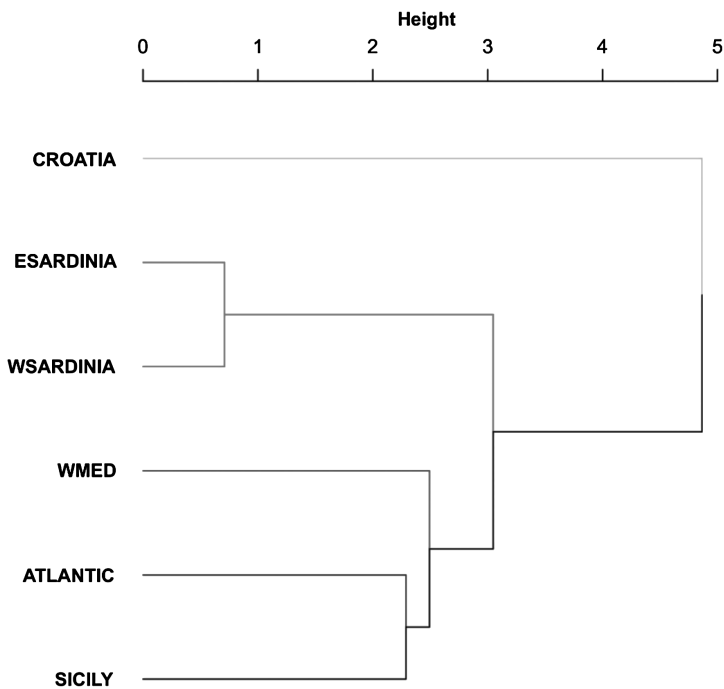 Height
0 1 2 3 4 5
CROATIA
ESARDINIA
WSARDINIA
WMED
ATLANTIC
SICILY